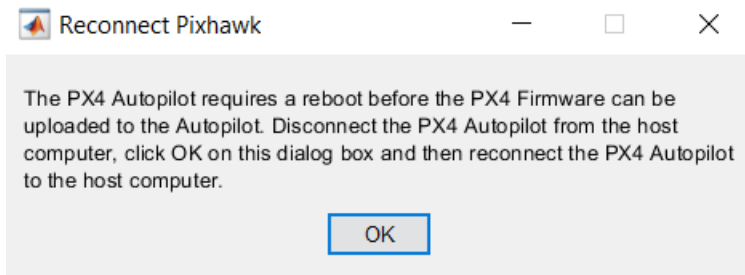 Reconnect Pixhawk
The PX4 Autopilot requires a reboot before the PX4 Firmware can be
uploaded to the Autopilot. Disconnect the PX4 Autopilot from the host
computer, click OK on this dialog box and then reconnect the PX4 Autopilot
to the host computer.
OK